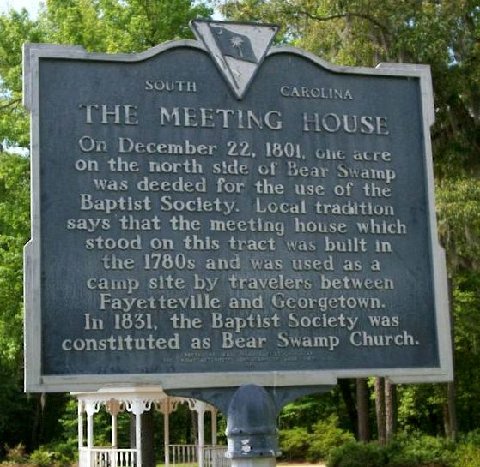 SOUTH CAROLINA
THE MEETING HOUSE
On December 22, 1801, one acre
on the north side of Bear Swamp
was deeded for the use of the
Baptist Society. Local tradition
says that the meeting house which
stood on this tract was built in
the 1780s and was used as a
camp site by travelers between
Fayetteville and Georgetown.
In 1831, the Baptist Society was
constituted as Bear Swamp Church.